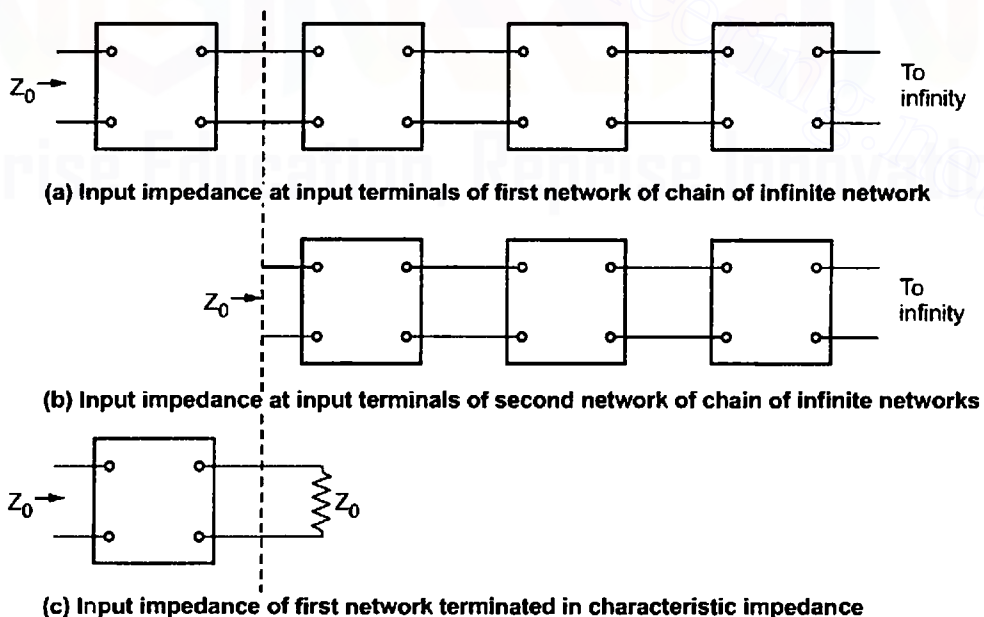 Z0
To
infinity
(a) Input impedance at input terminals of first network of chain of infinite network
Z0
To
infinity
(b) Input impedance at input terminals of second network of chain of infinite networks
Z0
Z0
(c) Input impedance of first network terminated in characteristic impedance